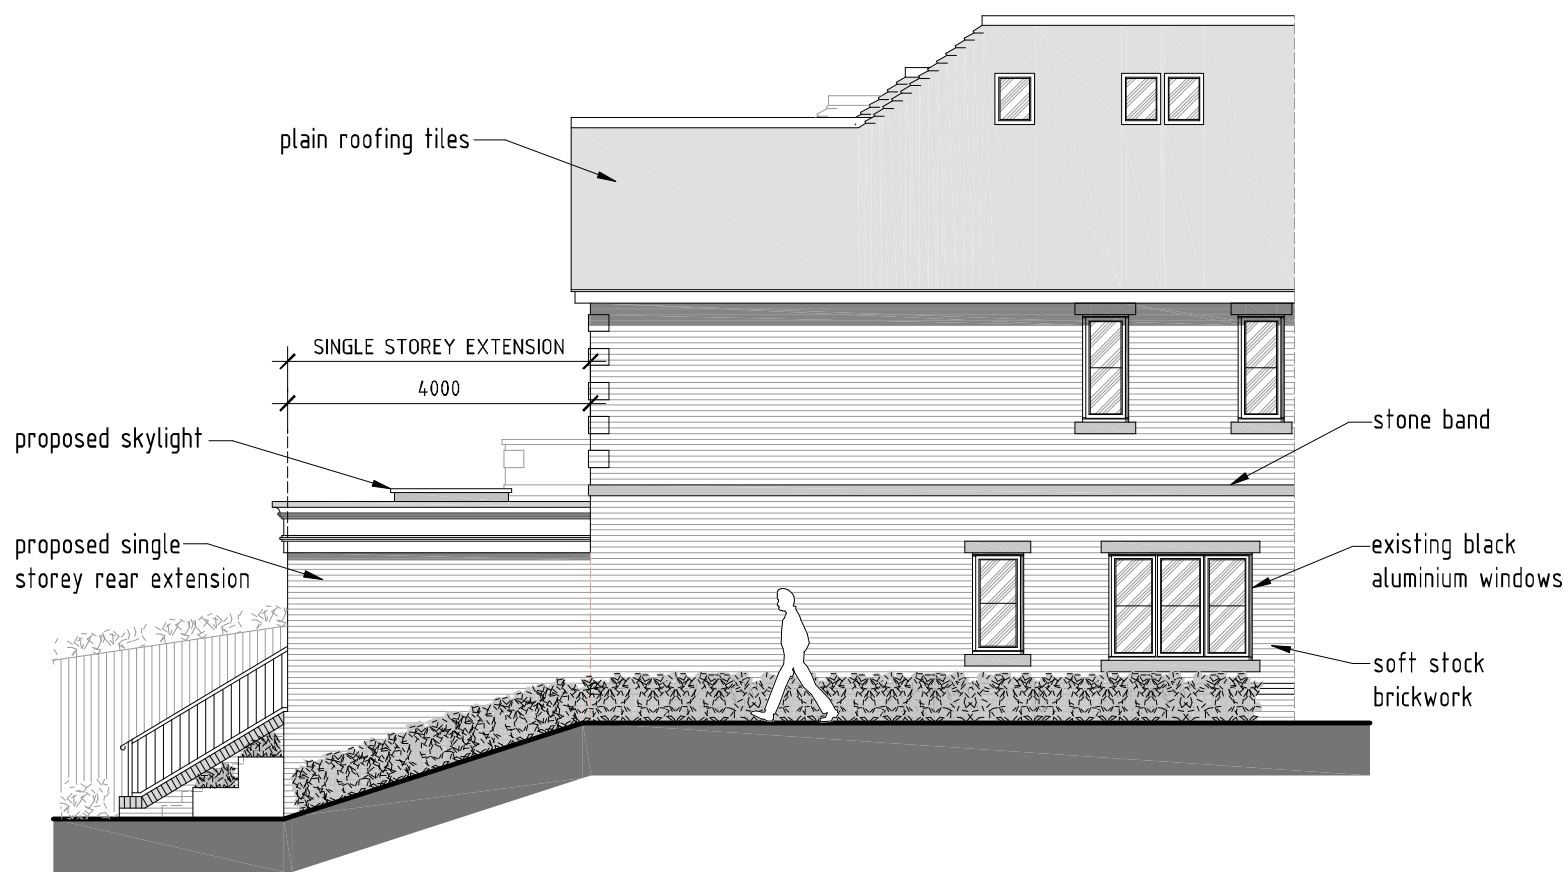 plain roofing tiles
SINGLE STOREY EXTENSION
4000
proposed skylight
stone band
proposed single
storey rear extension
existing black
aluminium windows
soft stock
brickwork